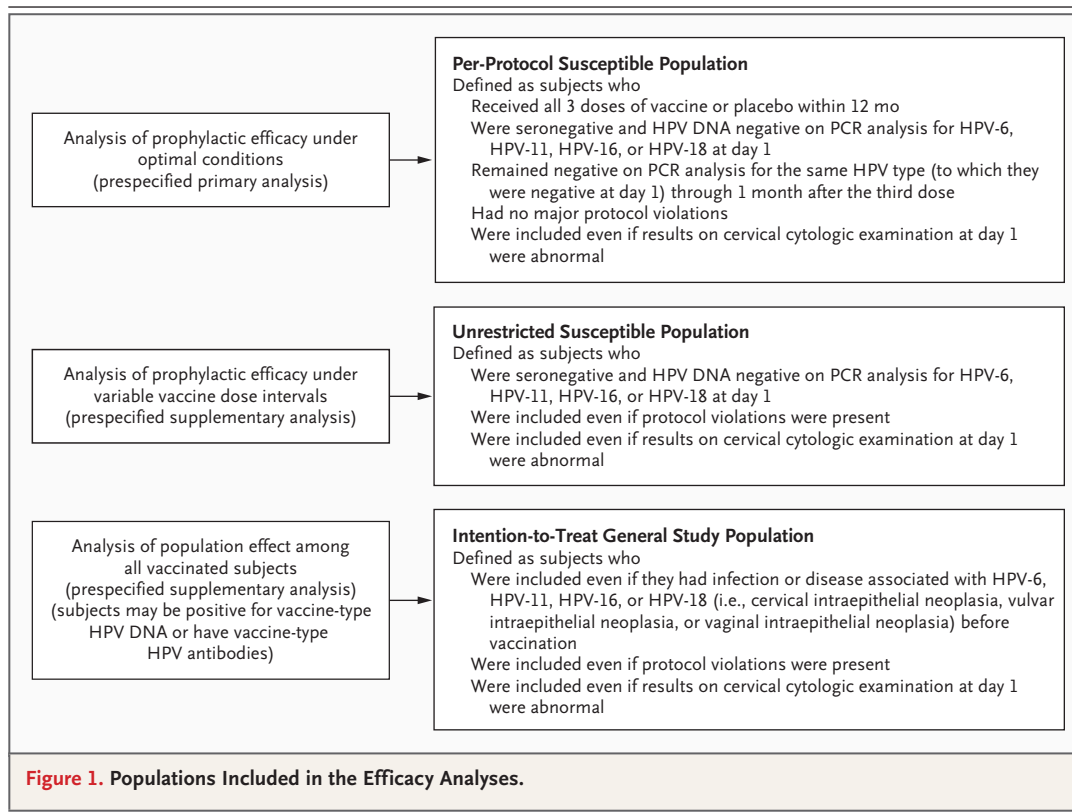 Analysis of prophylactic efficacy under
optimal conditions
(prespecified primary analysis)
Per-Protocol Susceptible Population
Defined as subjects who
Received all 3 doses of vaccine or placebo within 12 mo
Were seronegative and HPV DNA negative on PCR analysis for HPV-6,
HPV-11, HPV-16, or HPV-18 at day 1
Remained negative on PCR analysis for the same HPV type (to which they
were negative at day 1) through 1 month after the third dose
Had no major protocol violations
Were included even if results on cervical cytologic examination at day 1
were abnormal
Analysis of prophylactic efficacy under
variable vaccine dose intervals
(prespecified supplementary analysis)
Unrestricted Susceptible Population
Defined as subjects who
Were seronegative and HPV DNA negative on PCR analysis for HPV-6,
HPV-11, HPV-16, or HPV-18 at day 1
Were included even if protocol violations were present
Were included even if results on cervical cytologic examination at day 1
were abnormal
Analysis of population effect among
all vaccinated subjects
(prespecified supplementary analysis)
(subjects may be positive for vaccine-type
HPV DNA or have vaccine-type
HPV antibodies)
Intention-to-Treat General Study Population
Defined as subjects who
Were included even if they had infection or disease associated with HPV-6,
HPV-11, HPV-16, or HPV-18 (i.e., cervical intraepithelial neoplasia, vulvar
intraepithelial neoplasia, or vaginal intraepithelial neoplasia) before
vaccination
Were included even if protocol violations were present
Were included even if results on cervical cytologic examination at day 1
were abnormal
Figure 1. Populations Included in the Efficacy Analyses.